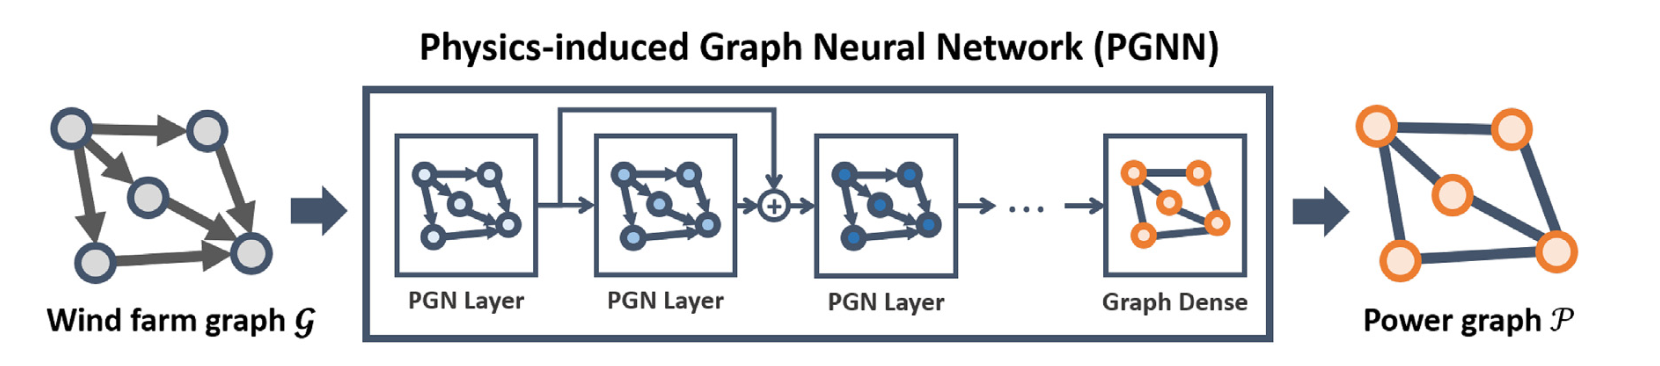 Physics-induced Graph Neural Network (PGNN)
+
...
PGN Layer
PGN Layer
PGN Layer
Graph Dense
Wind farm graph 𝒢
Power graph 𝒫